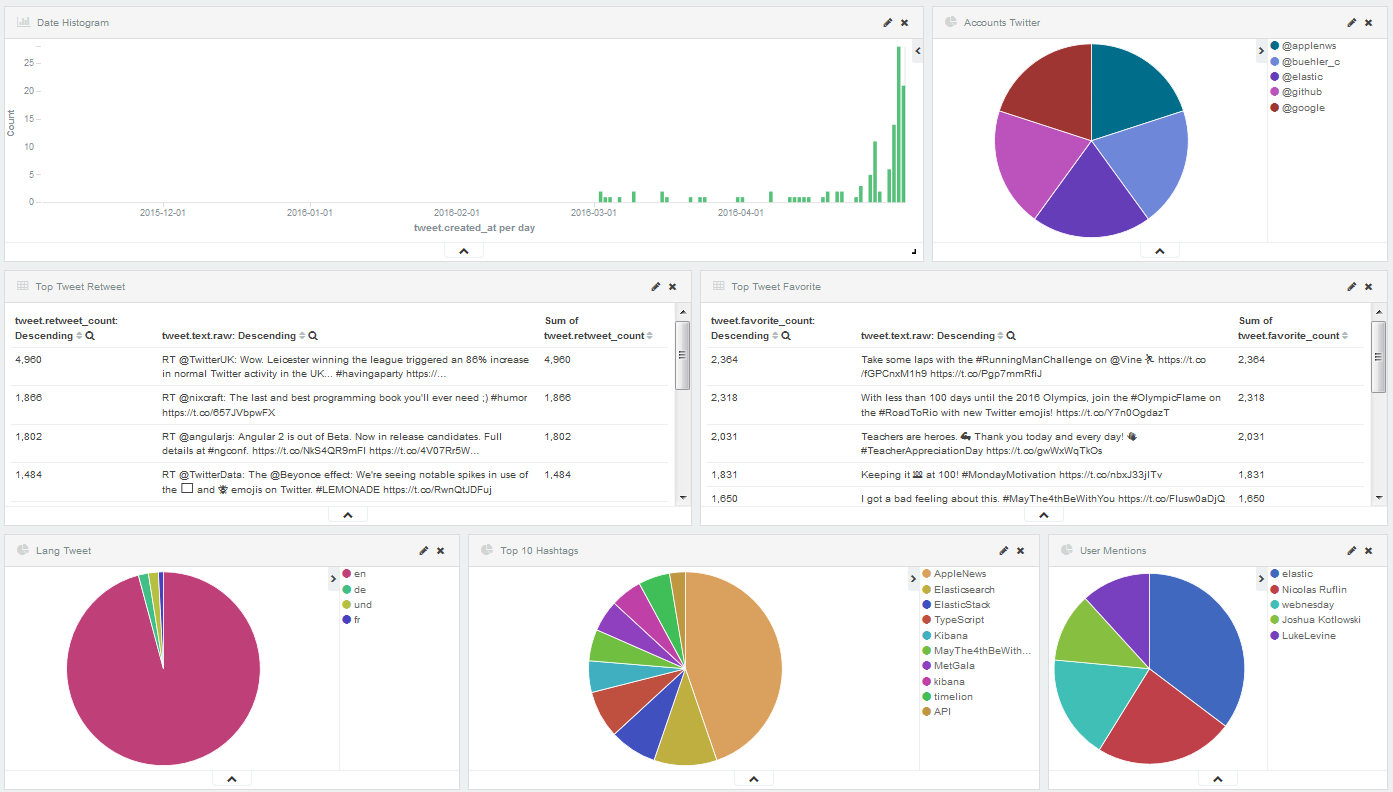 Date Histogram
Count
25
20
15
10
5
0
2015-12-01
2016-01-01
2016-02-01
2016-03-01
2016-04-01
tweet.created_at per day
Accounts Twitter
@applenws
@buehler_c
@elastic
@github
@google
Top Tweet Retweet
tweet.retweet_count:
Descending
tweet.text.raw: Descending
Sum of
tweet.retweet_count
4,960
RT @TwitterUK: Wow. Leicester winning the league triggered an 86% increase
in normal Twitter activity in the UK... #havingaparty https://…
4,960
1,866
RT @nixcraft: The last and best programming book you'll ever need ;) #humor
https://t.co/657JVbpwFX
1,866
1,802
RT @angularjs: Angular 2 is out of Beta. Now in release candidates. Full
details at #ngconf. https://t.co/NkS4QR9mFI https://t.co/4V07Rr5W…
1,802
1,484
RT @TwitterData: The @Beyonce effect: We're seeing notable spikes in use of
the 🍋 and 🐝 emojis on Twitter. #LEMONADE https://t.co/RwnQtJDFuj
1,484
Top Tweet Favorite
tweet.favorite_count:
Descending
tweet.text.raw: Descending
Sum of
tweet.favorite_count
2,364
Take some laps with the #RunningManChallenge on @Vine 🏃 https://t.co
/fGPCnxM1h9 https://t.co/Pgp7mmRfiJ
2,364
2,318
With less than 100 days until the 2016 Olympics, join the #OlympicFlame on
the #RoadToRio with new Twitter emojis! https://t.co/Y7n0OgdazT
2,318
2,031
Teachers are heroes. 💪 Thank you today and every day! 👏
#TeacherAppreciationDay https://t.co/gwWxWqTkOs
2,031
1,831
Keeping it 💯 at 100! #MondayMotivation https://t.co/nbxJ33jITv
1,831
1,650
I got a bad feeling about this. #MayThe4thBeWithYou https://t.co/Flusw0aDjQ
1,650
Lang Tweet
en
de
und
fr
Top 10 Hashtags
AppleNews
Elasticsearch
ElasticStack
TypeScript
Kibana
MayThe4thBeWith...
MetGala
kibana
timelion
API
User Mentions
elastic
Nicolas Ruflin
webnesday
Joshua Kotlowski
LukeLevine